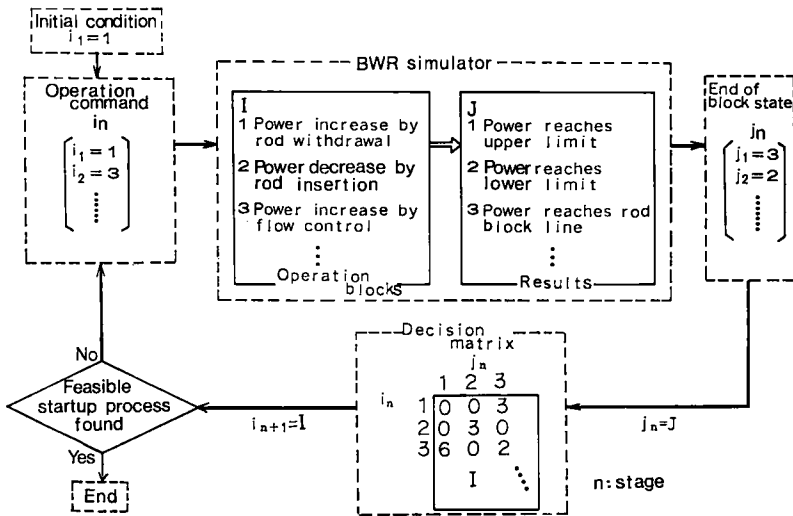 Initial condition
j1=1
Operation
command
in
i1 = 1
i2 = 3
BWR simulator
I
1 Power increase by
rod withdrawal
2 Power decrease by
rod insertion
3 Power increase by
flow control
Operation
blocks
J
1 Power reaches
upper limit
2 Power reaches
lower limit
3 Power reaches rod
block line
Results
End of
block state
jn
j1=3
j2=2
jn=J
Decision
matrix
jn
1 2 3
in
1 0 0 3
2 0 3 0
3 6 0 2
I
n: stage
in+1=I
No
Feasible
startup process
found
Yes
End